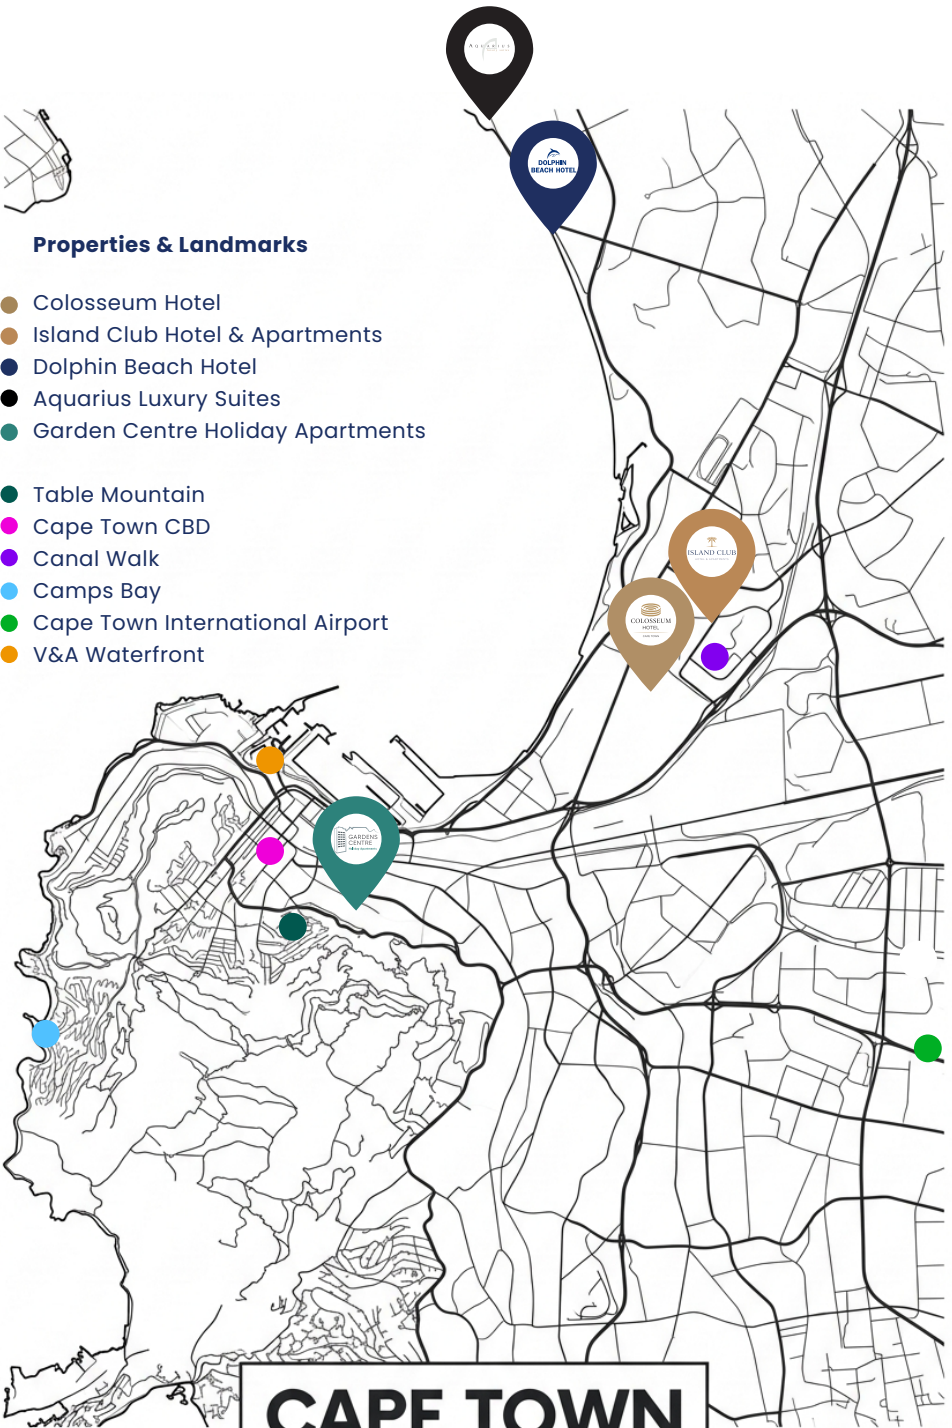 AQUARIUS
DOLPHIN
BEACH HOTEL
Properties & Landmarks
Colosseum Hotel
Island Club Hotel & Apartments
Dolphin Beach Hotel
Aquarius Luxury Suites
Garden Centre Holiday Apartments
Table Mountain
Cape Town CBD
Canal Walk
Camps Bay
Cape Town International Airport
V&A Waterfront
ISLAND CLUB
COLOSSEUM
HOTEL
GARDENS
CENTRE
CAPE TOWN